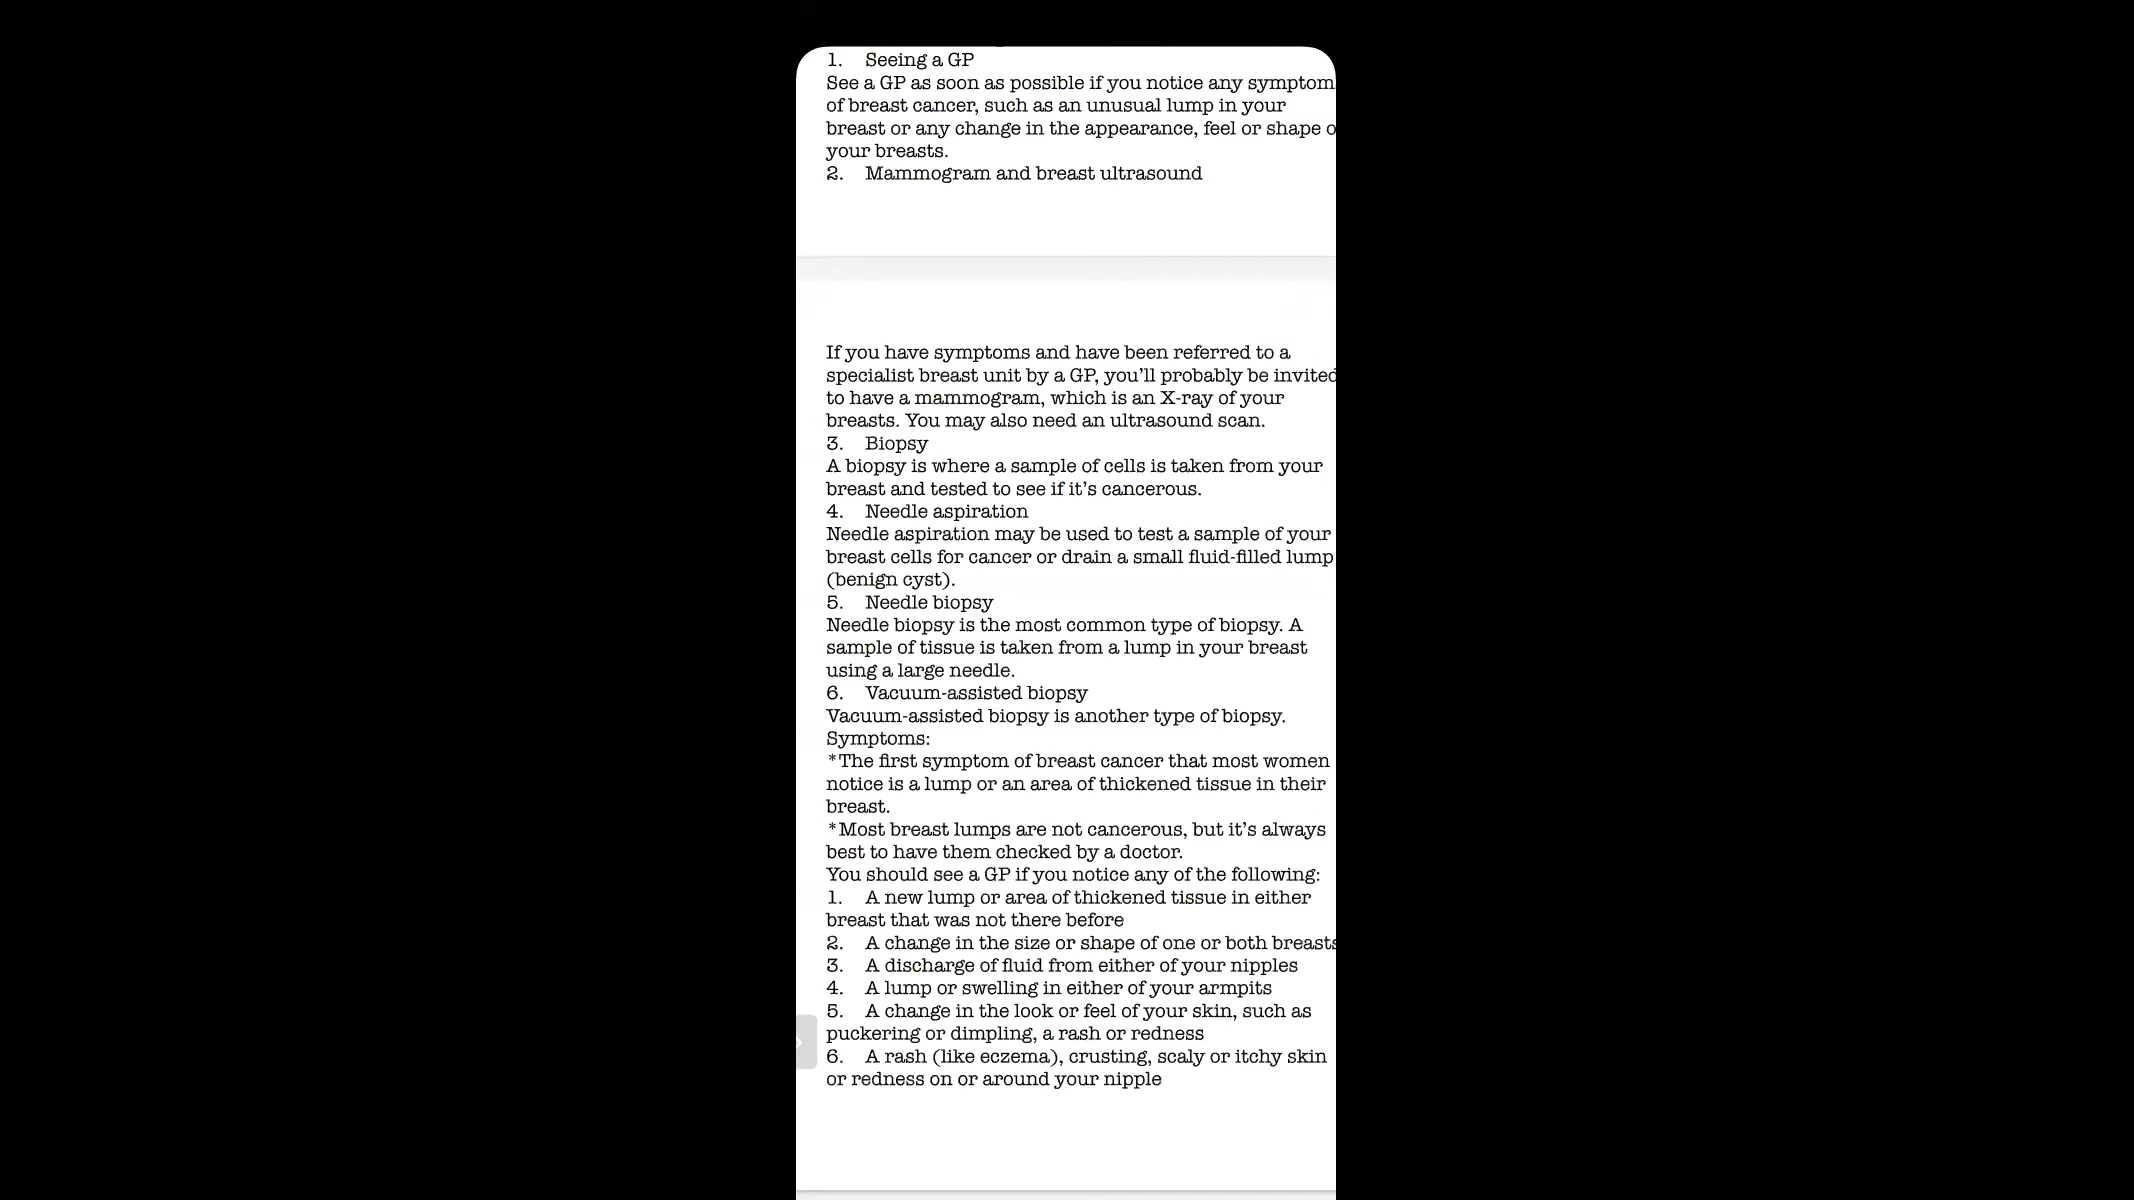 1. Seeing a GP
See a GP as soon as possible if you notice any symptom
of breast cancer, such as an unusual lump in your
breast or any change in the appearance, feel or shape o
your breasts.
2. Mammogram and breast ultrasound
If you have symptoms and have been referred to a
specialist breast unit by a GP, you’ll probably be invited
to have a mammogram, which is an X-ray of your
breasts. You may also need an ultrasound scan.
3. Biopsy
A biopsy is where a sample of cells is taken from your
breast and tested to see if it’s cancerous.
4. Needle aspiration
Needle aspiration may be used to test a sample of your
breast cells for cancer or drain a small fluid-filled lump
(benign cyst).
5. Needle biopsy
Needle biopsy is the most common type of biopsy. A
sample of tissue is taken from a lump in your breast
using a large needle.
6. Vacuum-assisted biopsy
Vacuum-assisted biopsy is another type of biopsy.
Symptoms:
*The first symptom of breast cancer that most women
notice is a lump or an area of thickened tissue in their
breast.
*Most breast lumps are not cancerous, but it’s always
best to have them checked by a doctor.
You should see a GP if you notice any of the following:
1. A new lump or area of thickened tissue in either
breast that was not there before
2. A change in the size or shape of one or both breasts
3. A discharge of fluid from either of your nipples
4. A lump or swelling in either of your armpits
5. A change in the look or feel of your skin, such as
puckering or dimpling, a rash or redness
6. A rash (like eczema), crusting, scaly or itchy skin
or redness on or around your nipple